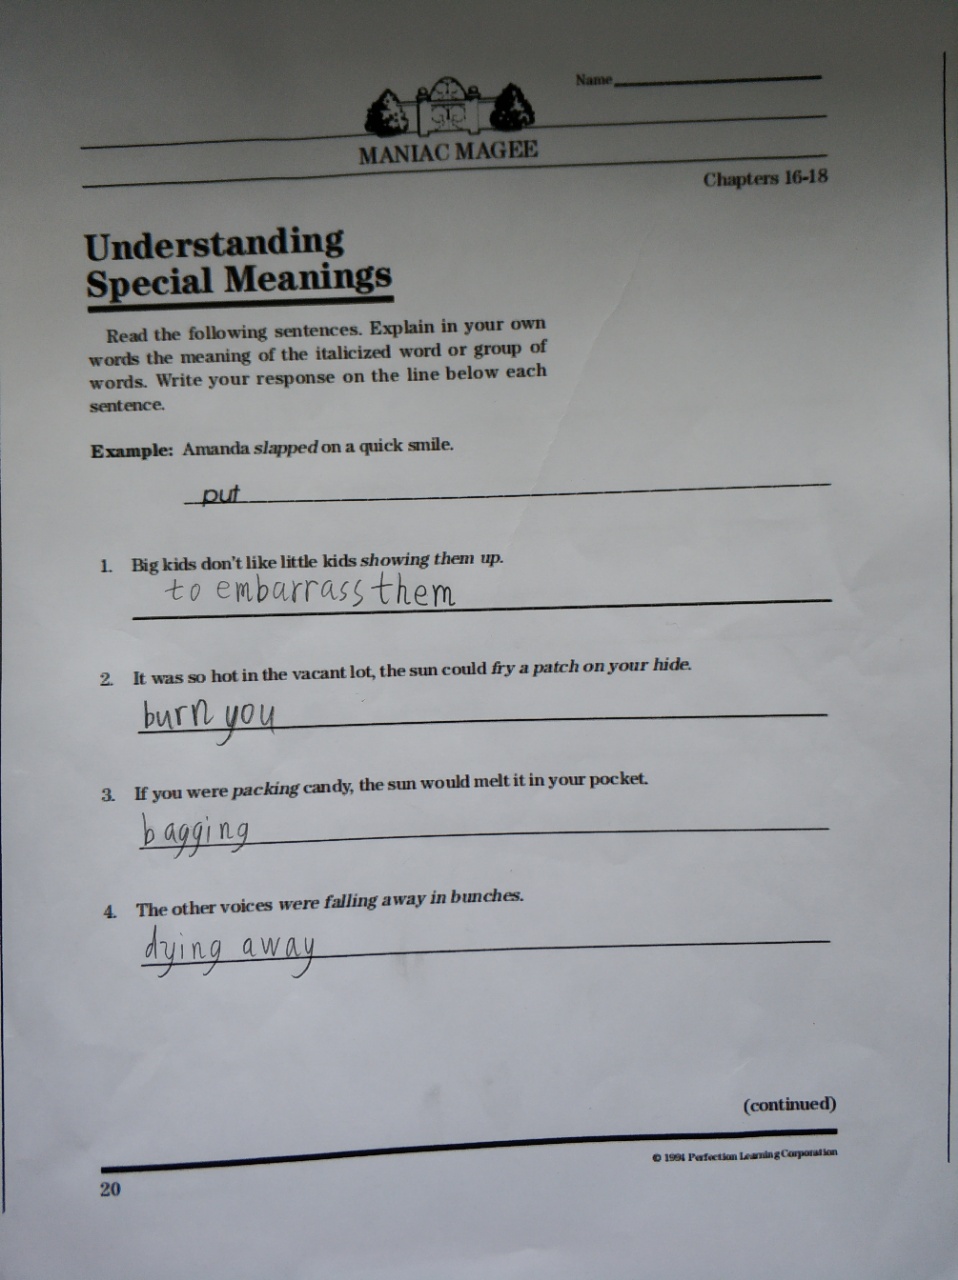 Name
MANIAC MAGEE
Chapters 16-18
Understanding
Special Meanings
Read the following sentences. Explain in your own
words the meaning of the italicized word or group of
words. Write your response on the line below each
sentence.
Example: Amanda slapped on a quick smile.
put
1. Big kids don't like little kids showing them up.
to embarrass them
2. It was so hot in the vacant lot, the sun could fry a patch on your hide.
burn you
3. If you were packing candy, the sun would melt it in your pocket.
bagging
4. The other voices were falling away in bunches.
dying away
(continued)
© 1994 Perfection Learning Corporation
20